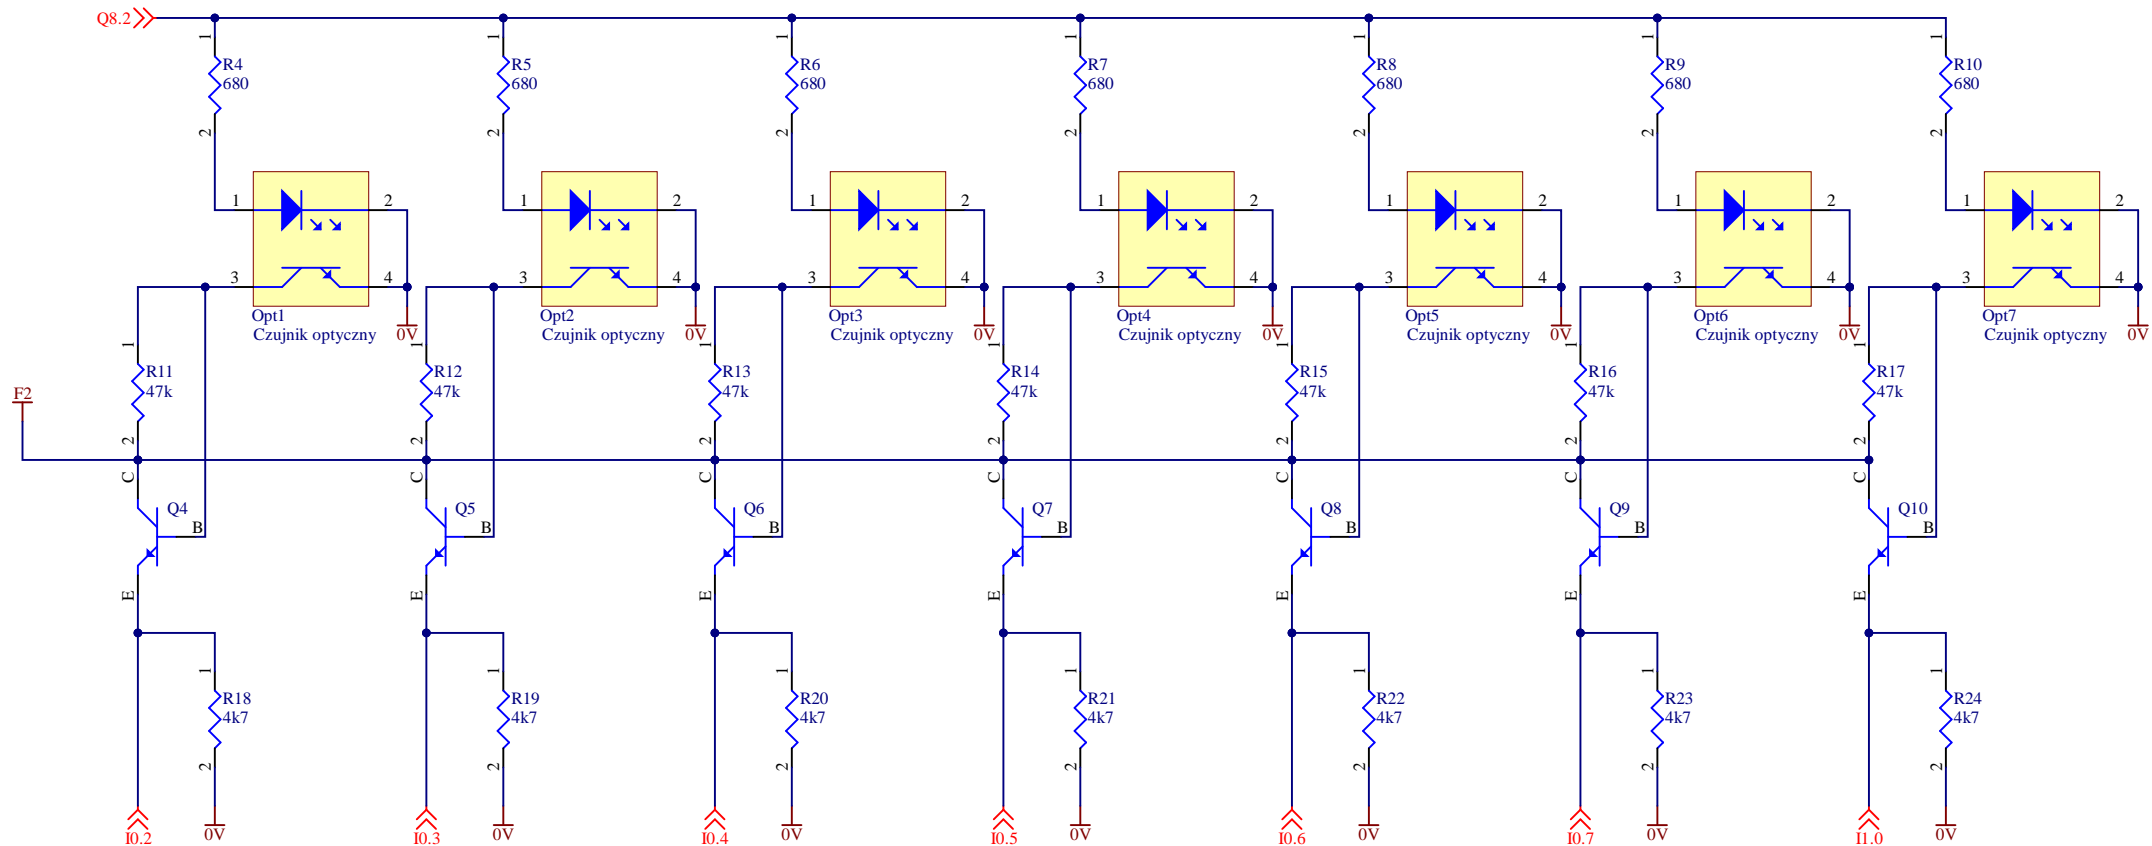 Q8.2
1 1 1 1 1 1 1
R4 R5 R6 R7 R8 R9 R10
680 680 680 680 680 680 680
2 2 2 2 2 2 2
1 2 1 2 1 2 1 2 1 2 1 2 1 2
3 4 3 4 3 4 3 4 3 4 3 4 3 4
Opt1 Opt2 Opt3 Opt4 Opt5 Opt6 Opt7
Czujnik optyczny Czujnik optyczny Czujnik optyczny Czujnik optyczny Czujnik optyczny Czujnik optyczny Czujnik optyczny
0V 0V 0V 0V 0V 0V 0V
1 1 1 1 1 1 1
R11 R12 R13 R14 R15 R16 R17
F2 47k 47k 47k 47k 47k 47k 47k
2 2 2 2 2 2 2
C C C C C C C
Q4 Q5 Q6 Q7 Q8 Q9 Q10
B B B B B B B
E E E E E E E
1 1 1 1 1 1 1
R18 R19 R20 R21 R22 R23 R24
4k7 4k7 4k7 4k7 4k7 4k7 4k7
2 2 2 2 2 2 2
I0.2 0V I0.3 0V I0.4 0V I0.5 0V I0.6 0V I0.7 0V I1.0 0V